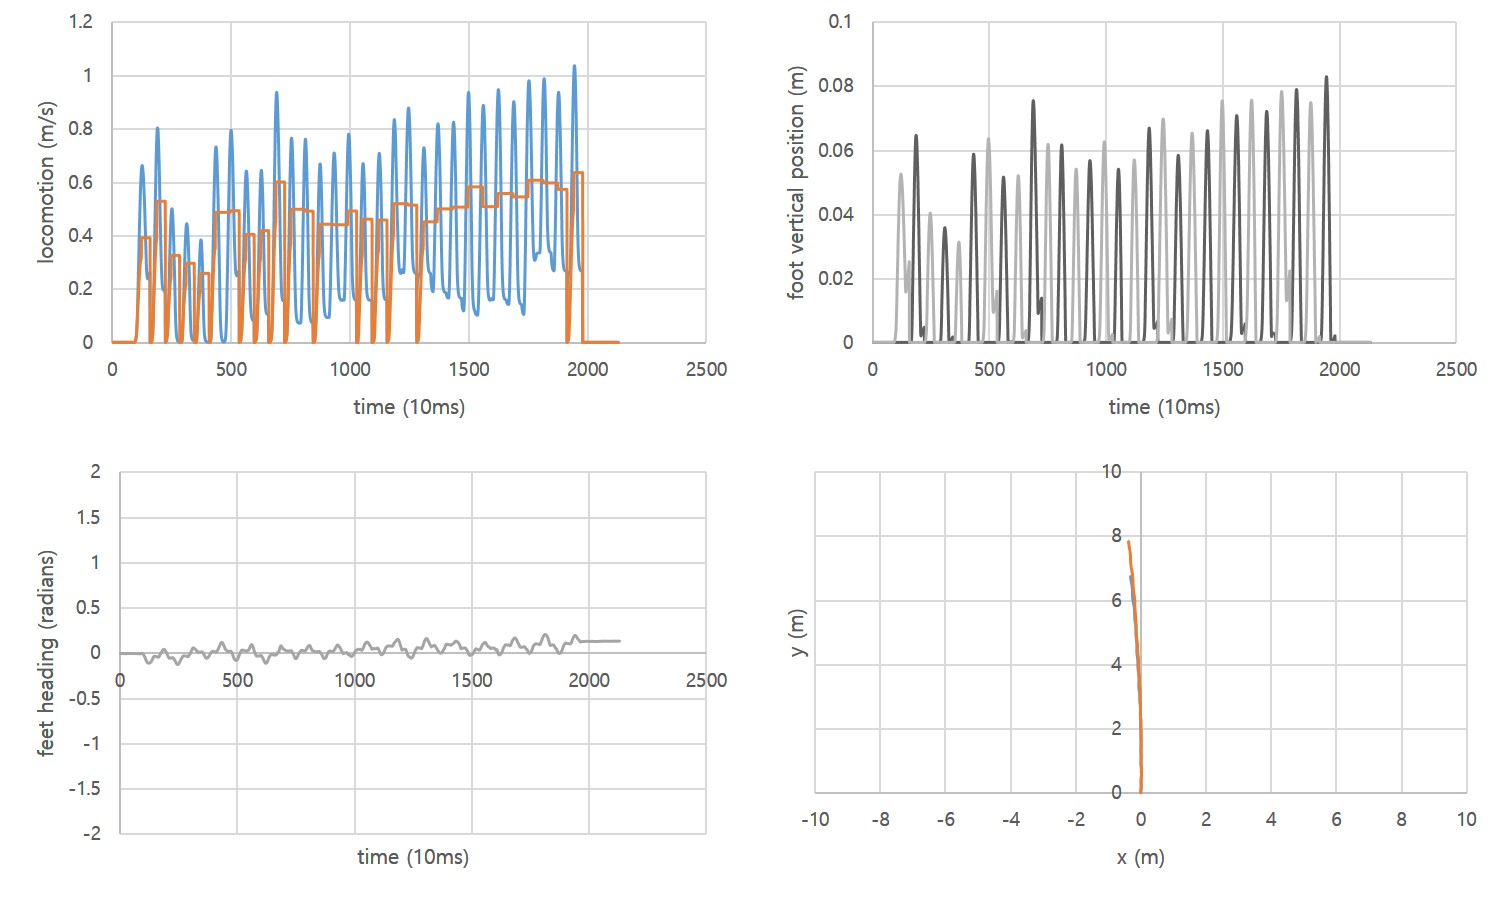 1.2
1
0.8
0.6
0.4
0.2
0
0 500 1000 1500 2000 2500
locomotion (m/s)
time (10ms)
0.1
0.08
0.06
0.04
0.02
0
0 500 1000 1500 2000 2500
foot vertical position (m)
time (10ms)
2
1.5
1
0.5
0
-0.5
-1
-1.5
-2
0 500 1000 1500 2000 2500
feet heading (radians)
time (10ms)
10
8
6
4
2
0
-10 -8 -6 -4 -2 0 2 4 6 8 10
y (m)
x (m)